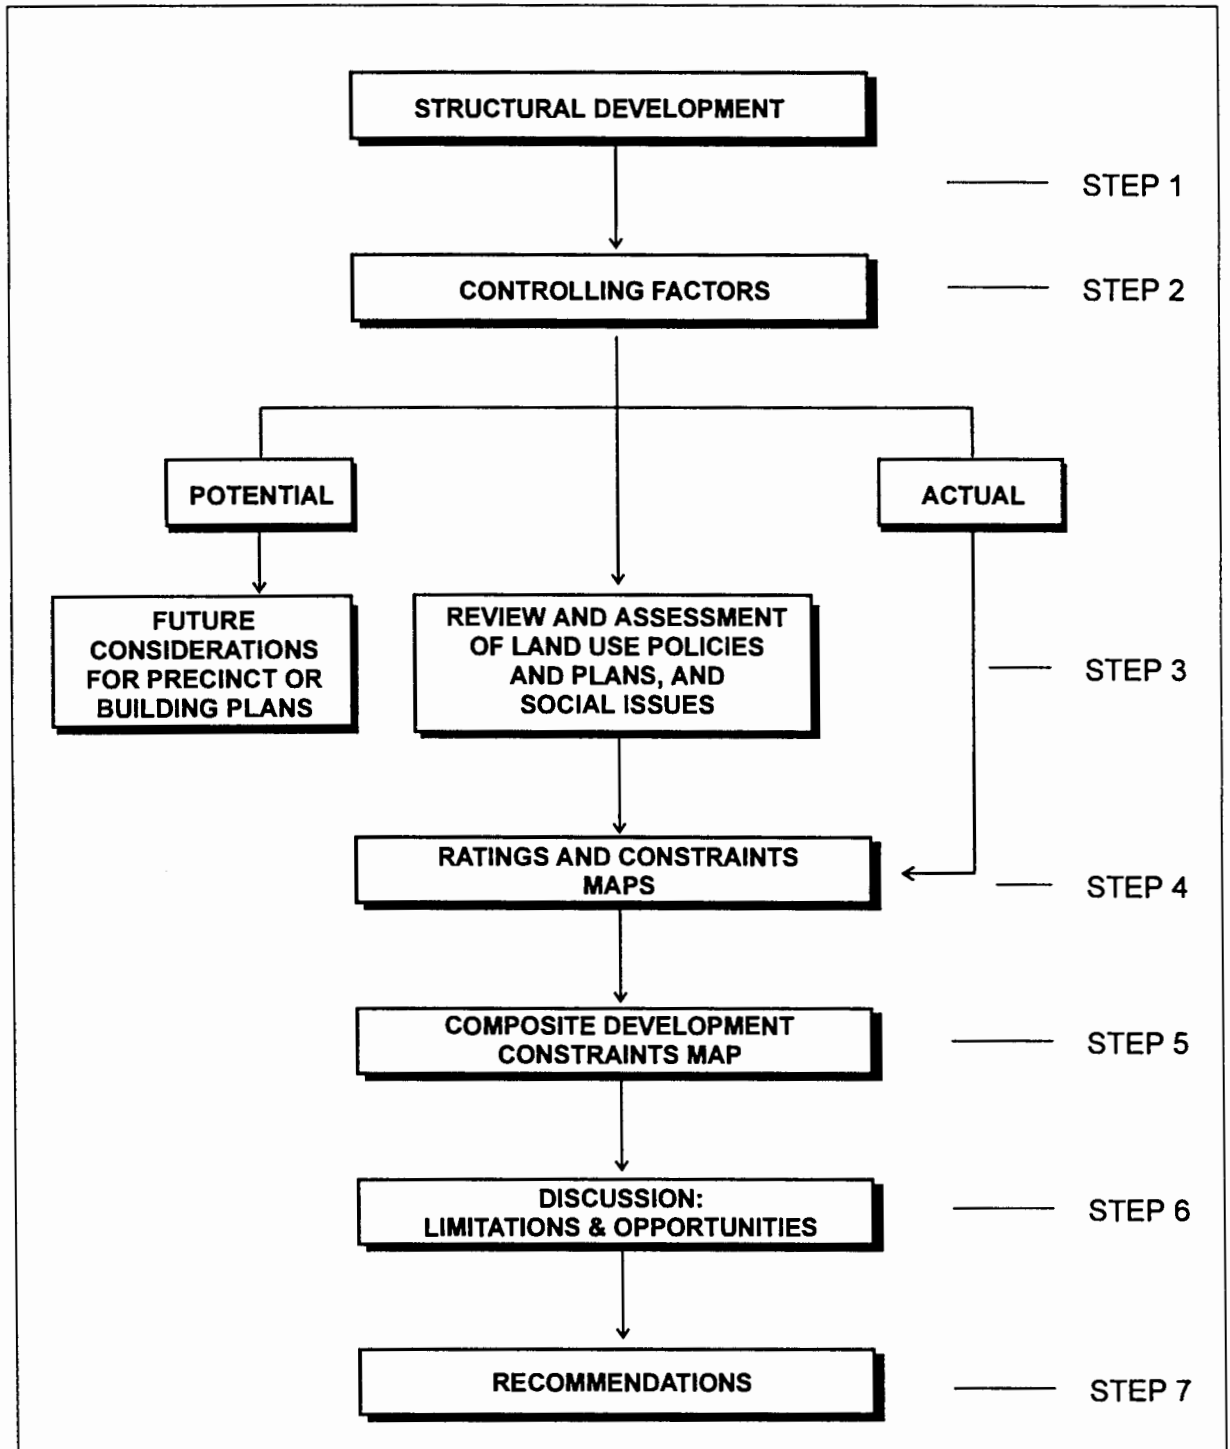 STRUCTURAL DEVELOPMENT
STEP 1
CONTROLLING FACTORS
STEP 2
POTENTIAL
ACTUAL
FUTURE
CONSIDERATIONS
FOR PRECINCT OR
BUILDING PLANS
REVIEW AND ASSESSMENT
OF LAND USE POLICIES
AND PLANS, AND
SOCIAL ISSUES
STEP 3
RATINGS AND CONSTRAINTS
MAPS
STEP 4
COMPOSITE DEVELOPMENT
CONSTRAINTS MAP
STEP 5
DISCUSSION:
LIMITATIONS & OPPORTUNITIES
STEP 6
RECOMMENDATIONS
STEP 7